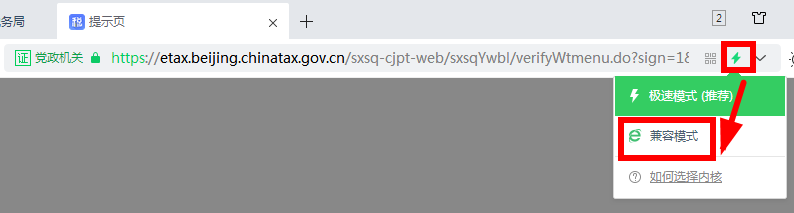 务局
税 提示页
2
证 党政机关 https://etax.beijing.chinatax.gov.cn/sxsq-cjpt-web/sxsqYwbl/verifyWtmenu.do?sign=1&
极速模式 (推荐)
兼容模式
如何选择内核